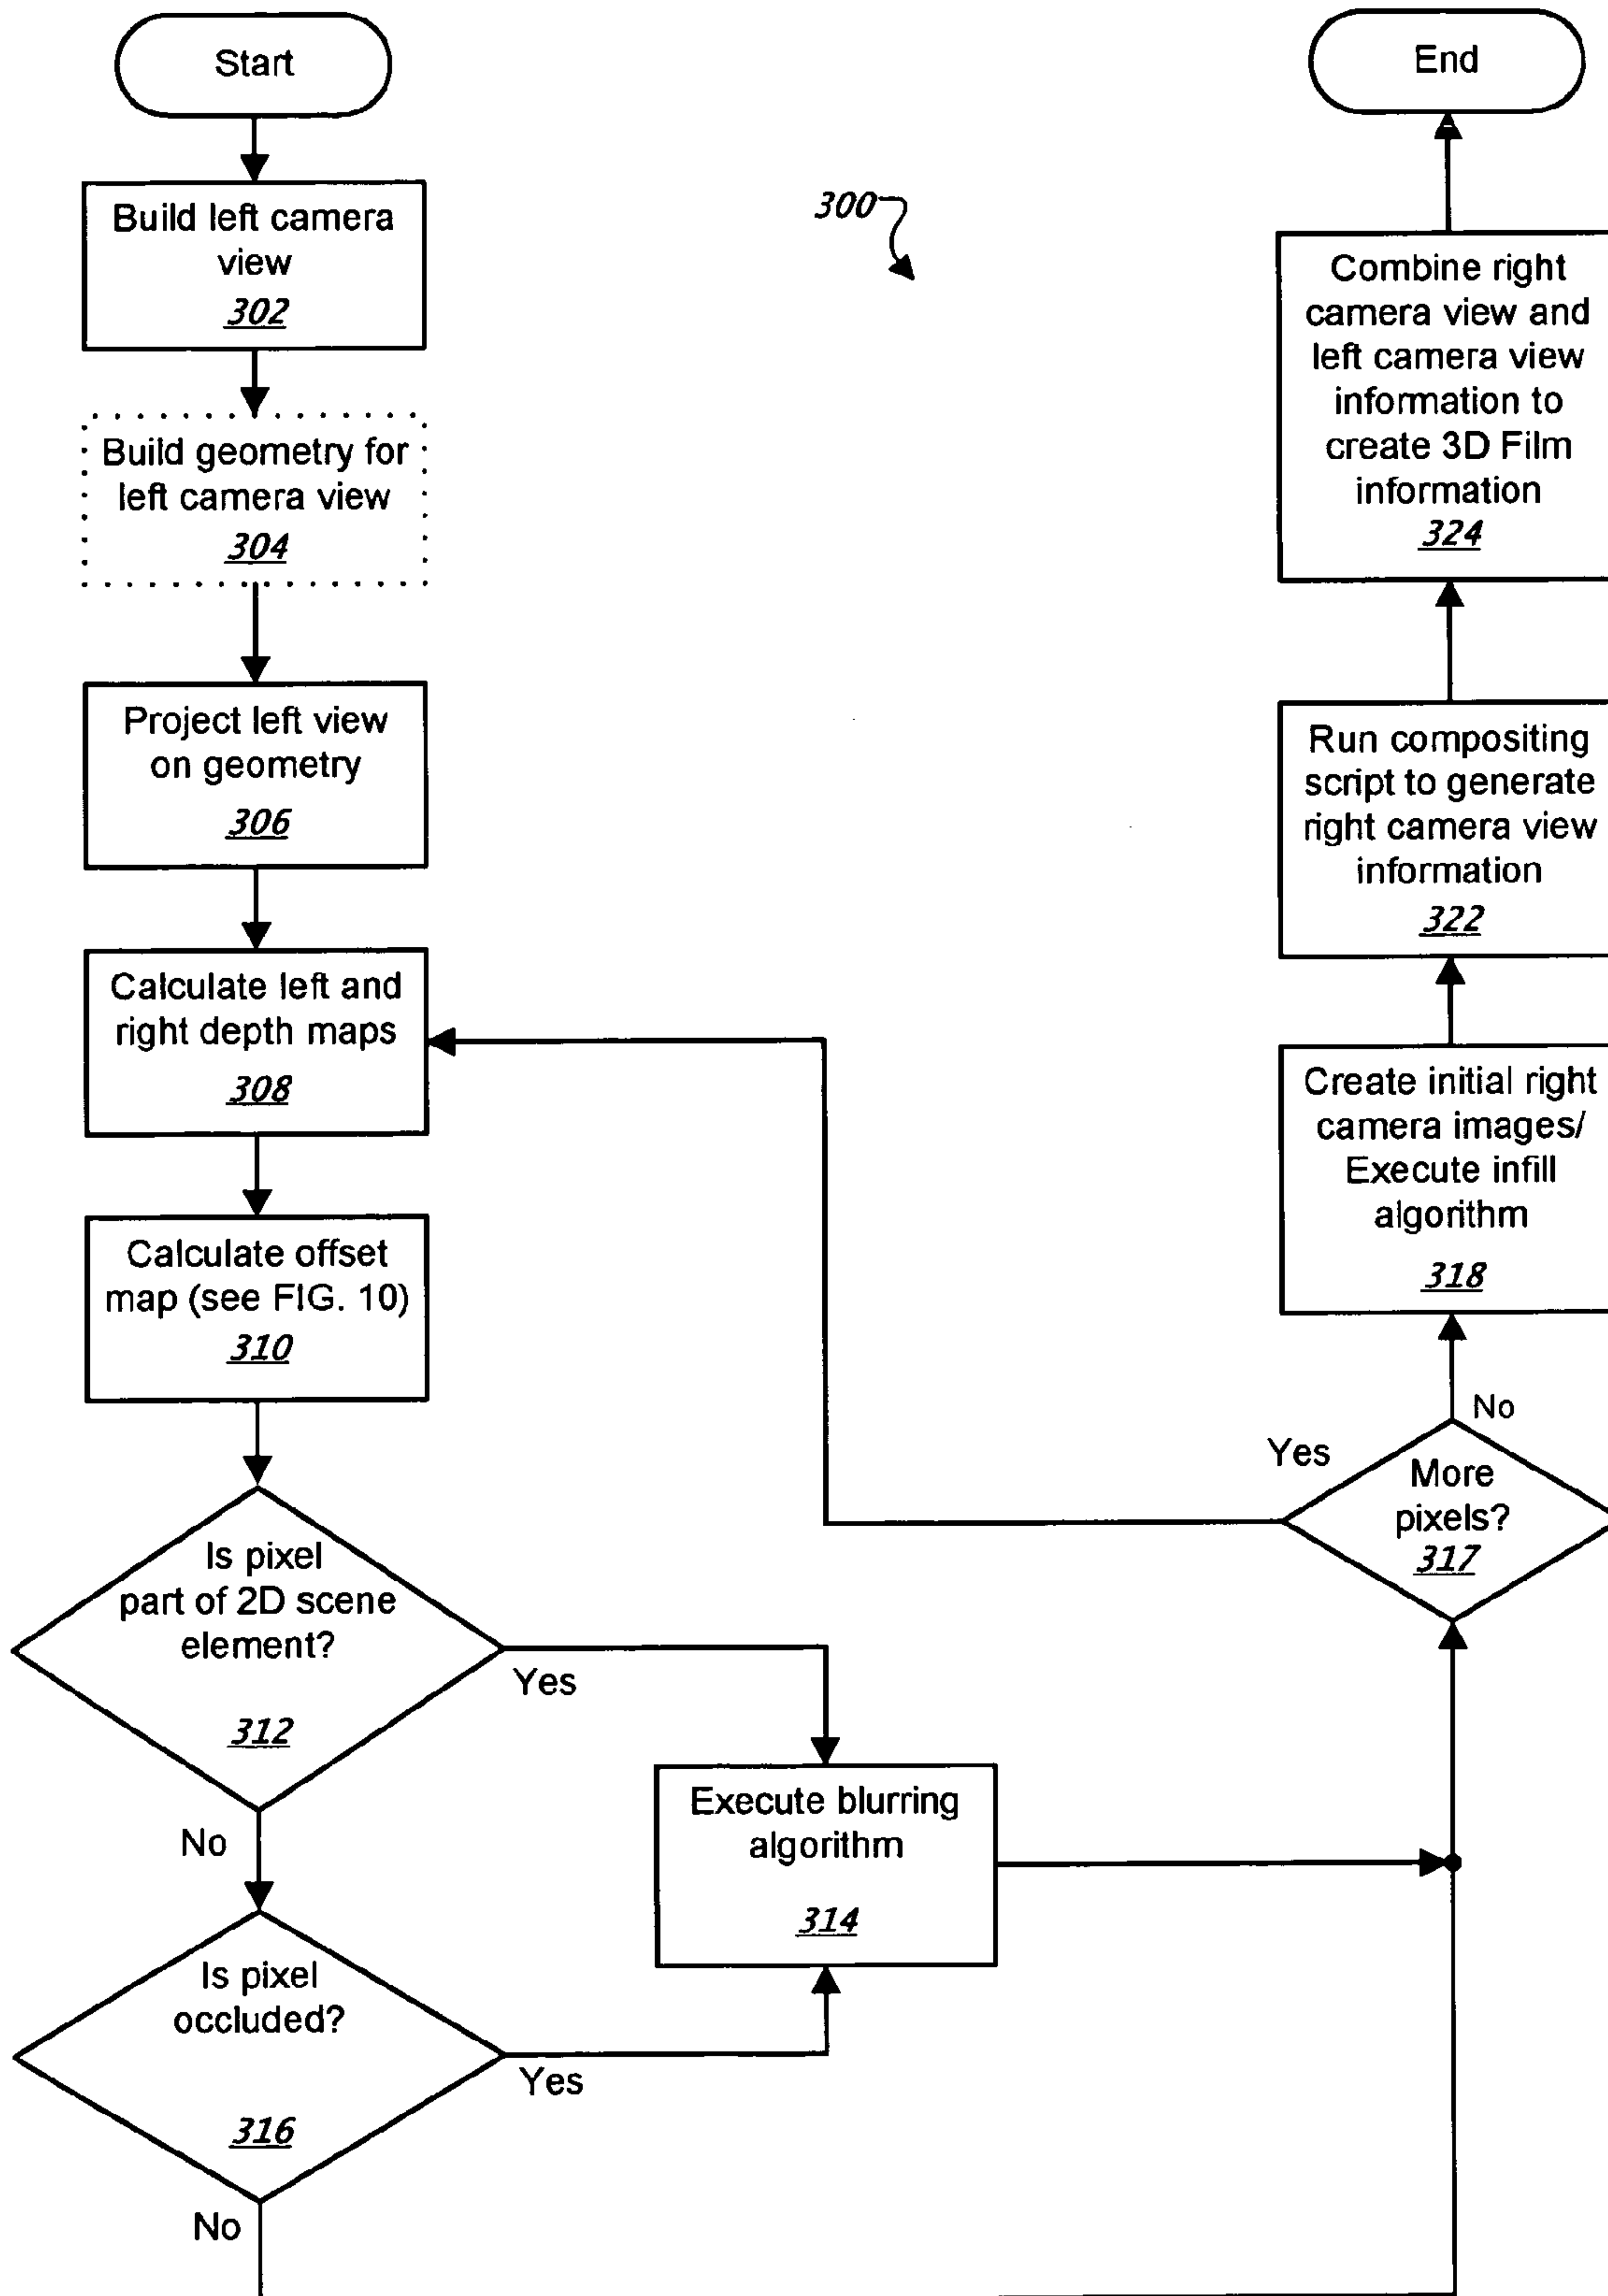 Start
Build left camera
view
302
Build geometry for
left camera view
304
Project left view
on geometry
306
Calculate left and
right depth maps
308
Calculate offset
map (see FIG. 10)
310
Is pixel
part of 2D scene
element?
312
Yes
No
Is pixel
occluded?
316
Yes
No
300
Execute blurring
algorithm
314
End
Combine right
camera view and
left camera view
information to
create 3D Film
information
324
Run compositing
script to generate
right camera view
information
322
Create initial right
camera images/
Execute infill
algorithm
318
No
Yes
More
pixels?
317